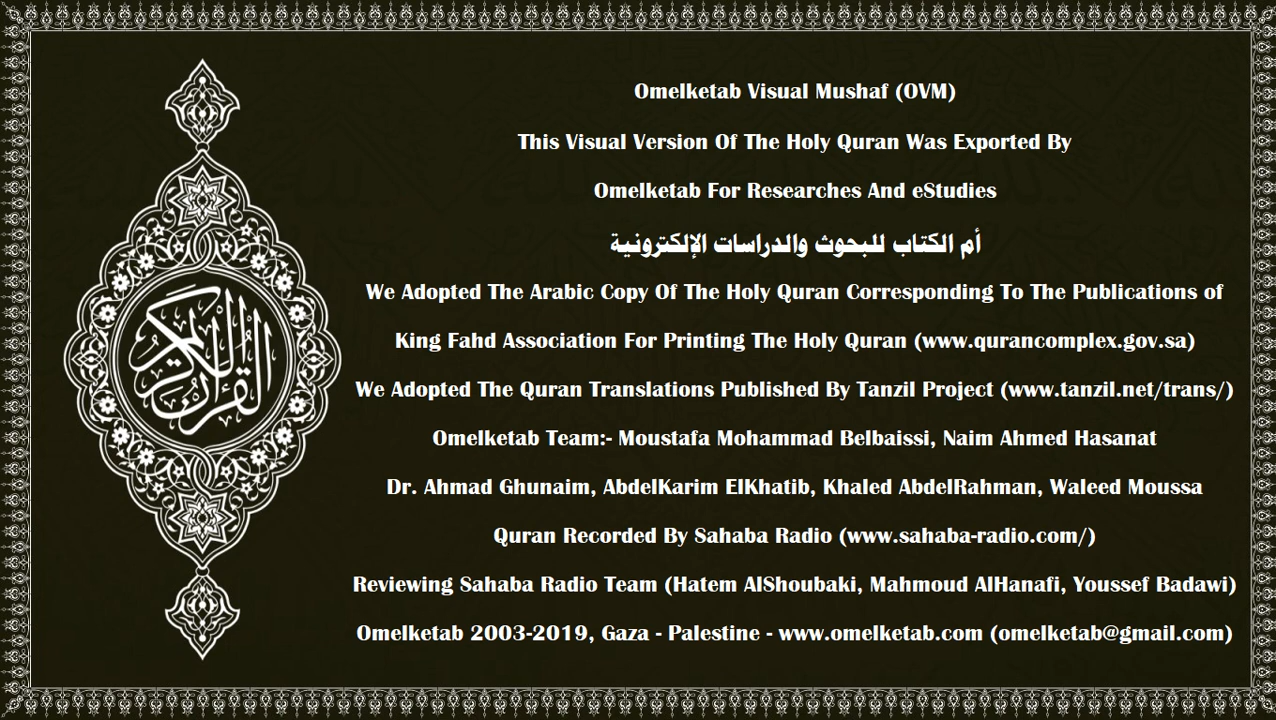 Omelketab Visual Mushaf (OVM)
This Visual Version Of The Holy Quran Was Exported By
Omelketab For Researches And eStudies
أم الكتاب للبحوث والدراسات الإلكترونية
We Adopted The Arabic Copy Of The Holy Quran Corresponding To The Publications of
King Fahd Association For Printing The Holy Quran (www.qurancomplex.gov.sa)
We Adopted The Quran Translations Published By Tanzil Project (www.tanzil.net/trans/)
Omelketab Team:- Moustafa Mohammad Belbaissi, Naim Ahmed Hasanat
Dr. Ahmad Ghunaim, AbdelKarim ElKhatib, Khaled AbdelRahman, Waleed Moussa
Quran Recorded By Sahaba Radio (www.sahaba-radio.com/)
Reviewing Sahaba Radio Team (Hatem AlShoubaki, Mahmoud AlHanafi, Youssef Badawi)
Omelketab 2003-2019, Gaza - Palestine - www.omelketab.com (omelketab@gmail.com)
القرآن الكريم